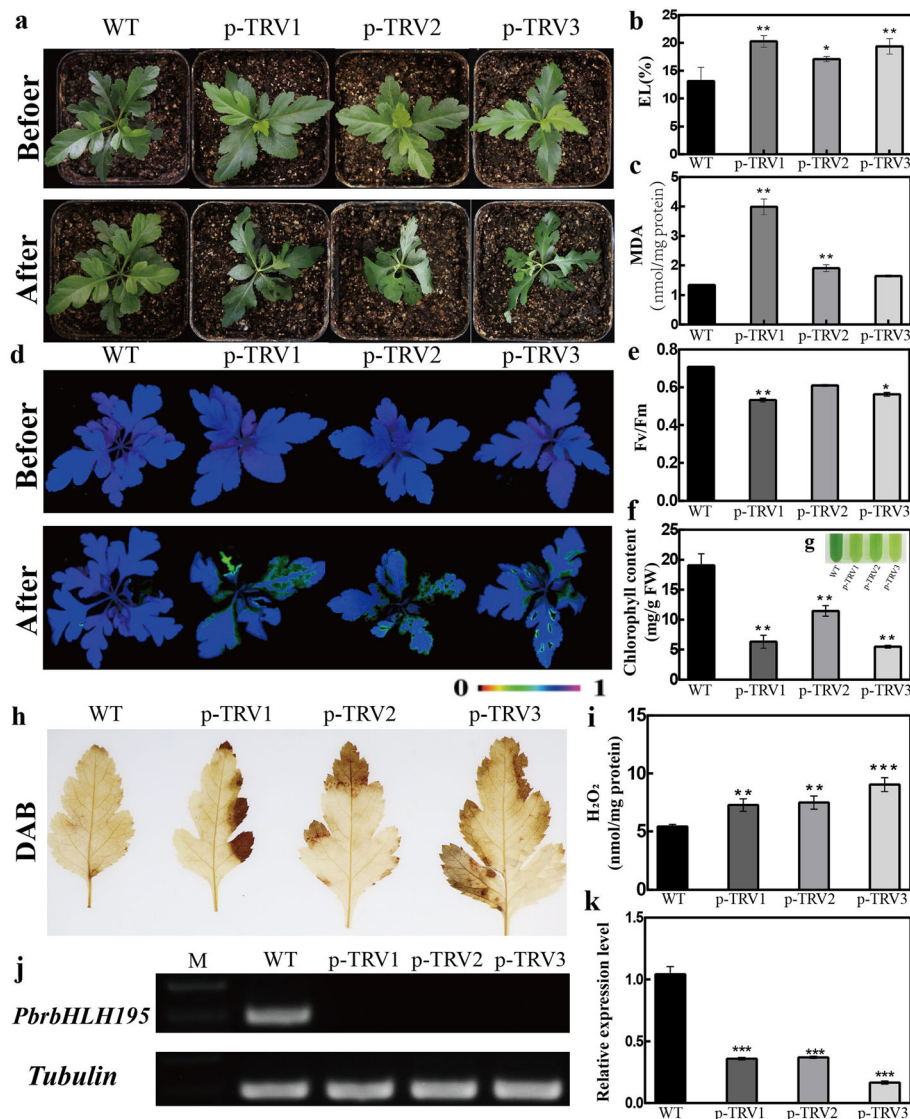 a
WT p-TRV1 p-TRV2 p-TRV3
Befoer
After
b
EL(%)
25
20
15
10
5
0
** * **
WT p-TRV1 p-TRV2 p-TRV3
c
MDA
(nmol/mg protein)
5
4
3
2
1
0
** **
WT p-TRV1 p-TRV2 p-TRV3
d
WT p-TRV1 p-TRV2 p-TRV3
Befoer
After
0 1
e
Fv/Fm
0.8
0.6
0.4
0.2
0.0
** *
WT p-TRV1 p-TRV2 p-TRV3
f
Chlorophyll content
(mg/g FW)
25
20
15
10
5
0
** ** **
WT p-TRV1 p-TRV2 p-TRV3
g
WT p-TRV1 p-TRV2 p-TRV3
h
WT p-TRV1 p-TRV2 p-TRV3
DAB
i
H₂O₂
(nmol/mg protein)
15
10
5
0
** ** ***
WT p-TRV1 p-TRV2 p-TRV3
j
M WT p-TRV1 p-TRV2 p-TRV3
PbrbHLH195
Tubulin
k
Relative expression level
1.5
1.0
0.5
0.0
*** *** ***
WT p-TRV1 p-TRV2 p-TRV3